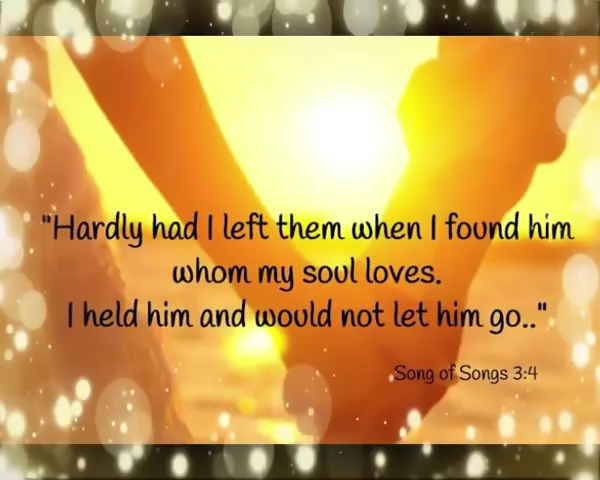 "Hardly had I left them when I found him
whom my soul loves.
I held him and would not let him go.."
Song of Songs 3:4